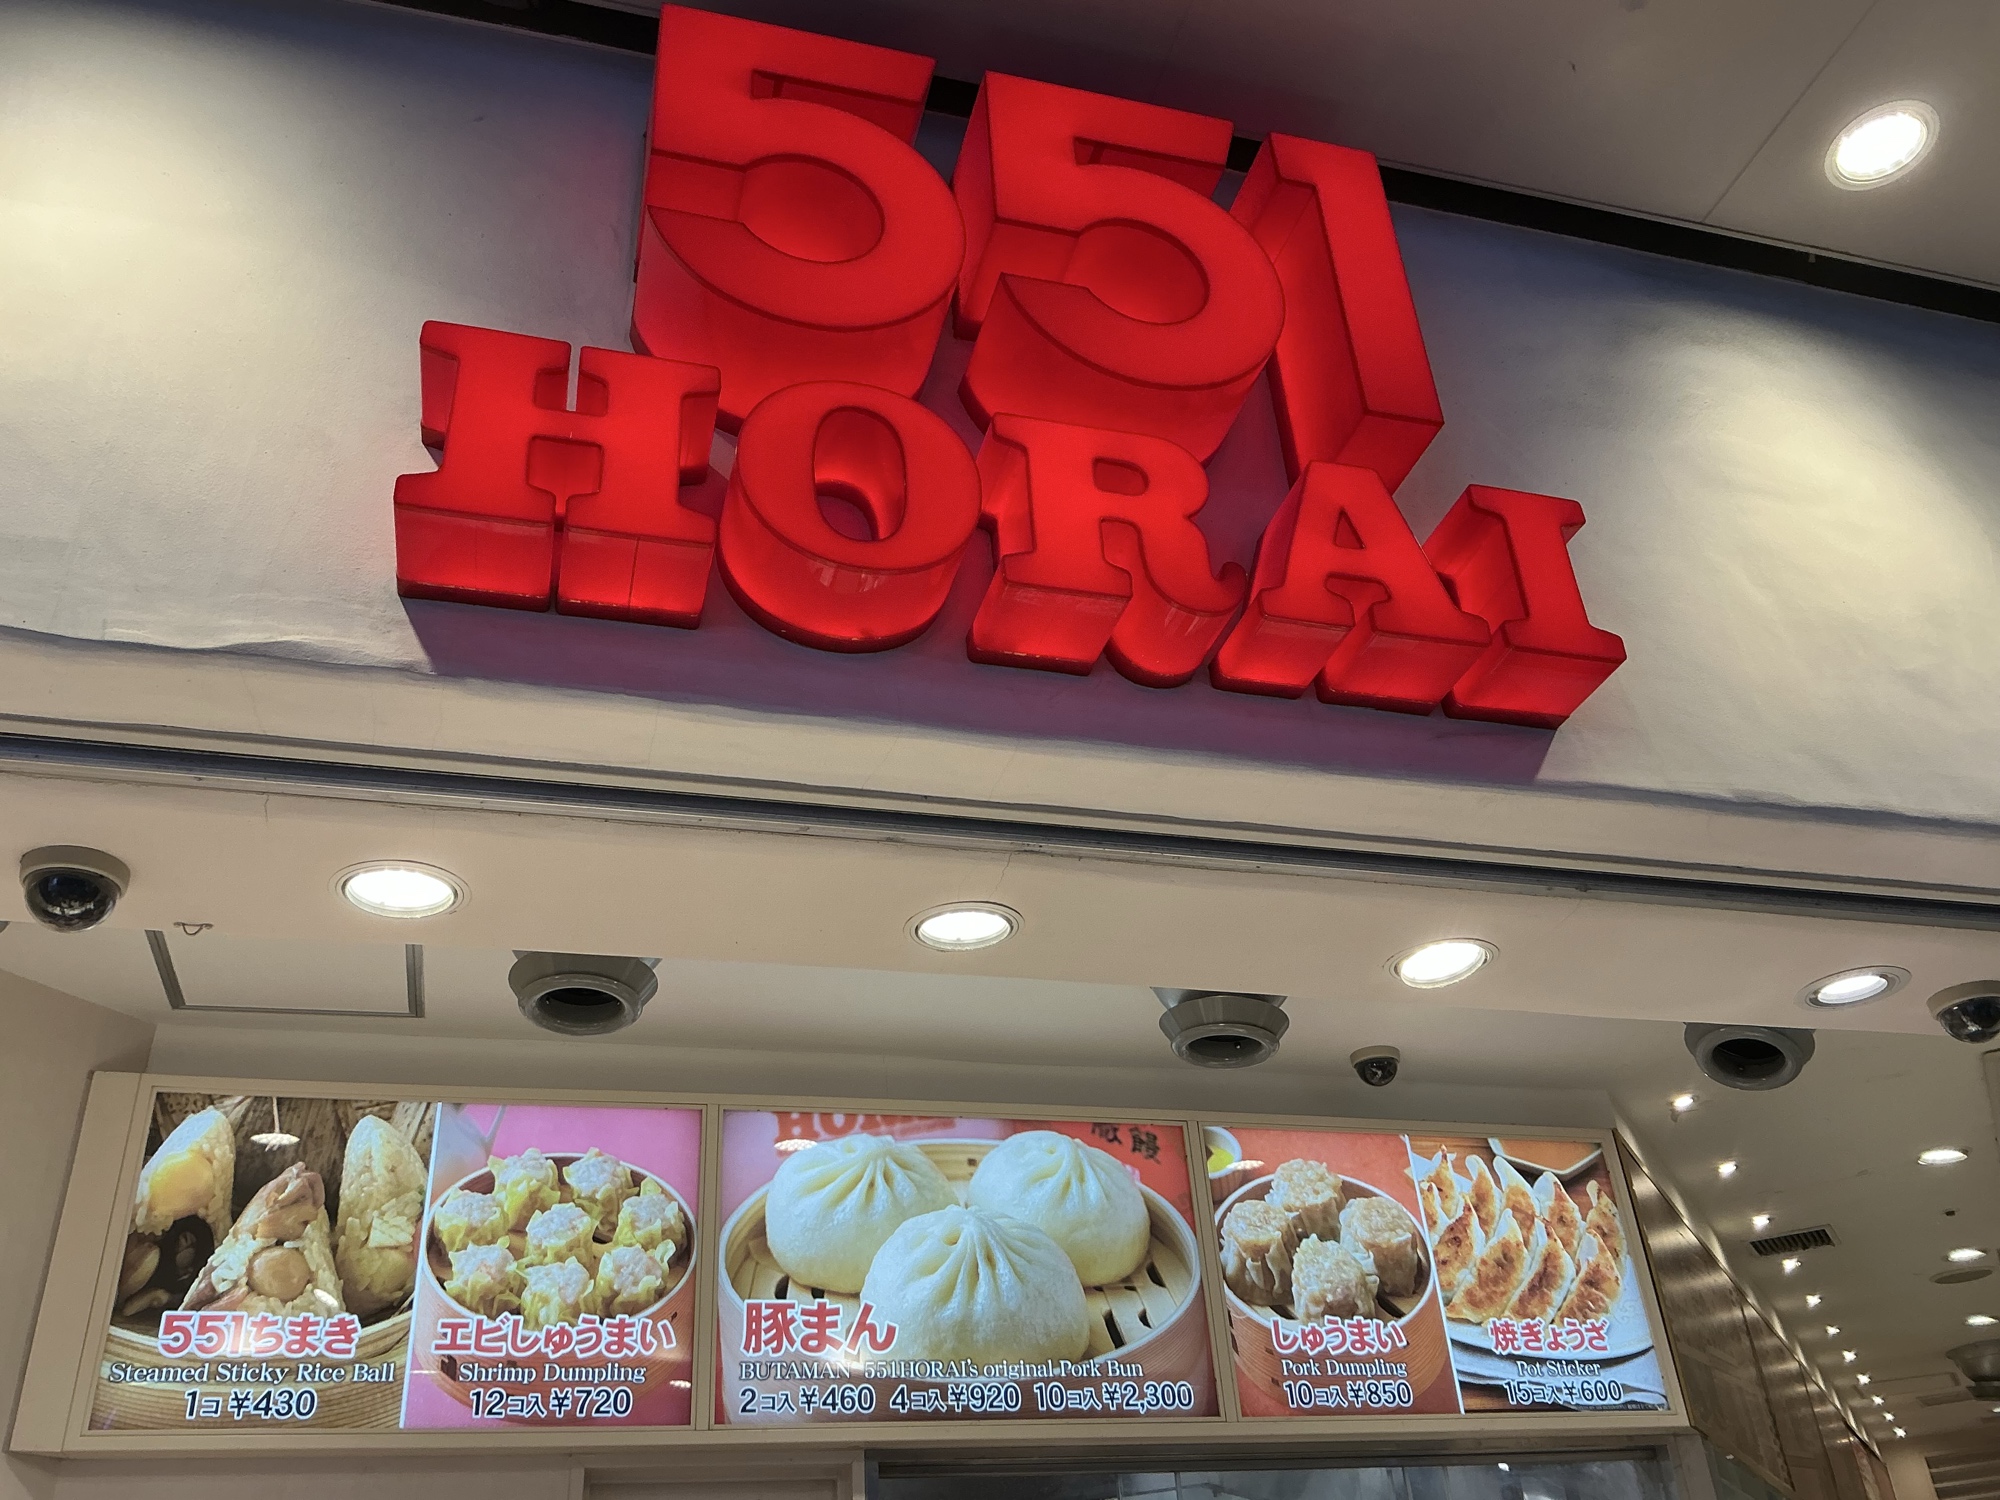 551
HORAI
551ちまき
Steamed Sticky Rice Ball
1コ ¥430
エビしゅうまい
Shrimp Dumpling
12コ入 ¥720
HORAI
饅
豚まん
BUTAMAN 551HORAI's original Pork Bun
2コ入 ¥460 4コ入 ¥920 10コ入 ¥2,300
しゅうまい
Pork Dumpling
10コ入 ¥850
焼ぎょうざ
Pot Sticker
15コ入 ¥600